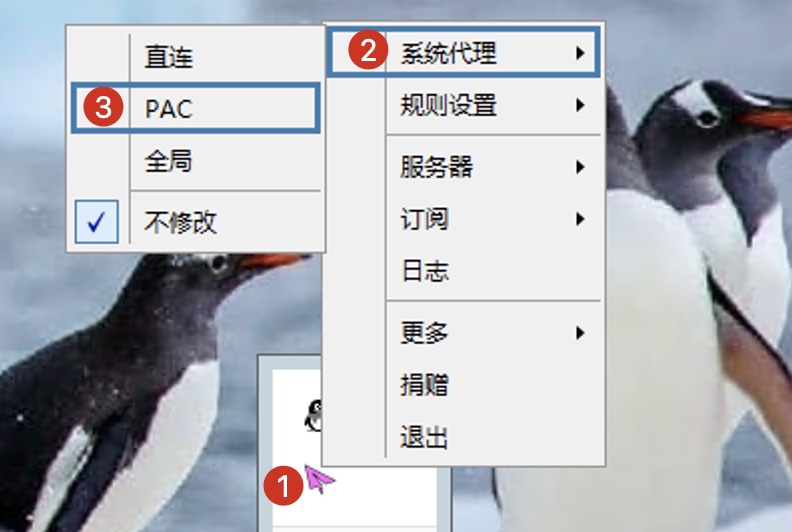 3
直连
PAC
全局
✓
不修改
2
系统代理
规则设置
服务器
订阅
日志
更多
捐赠
退出
1